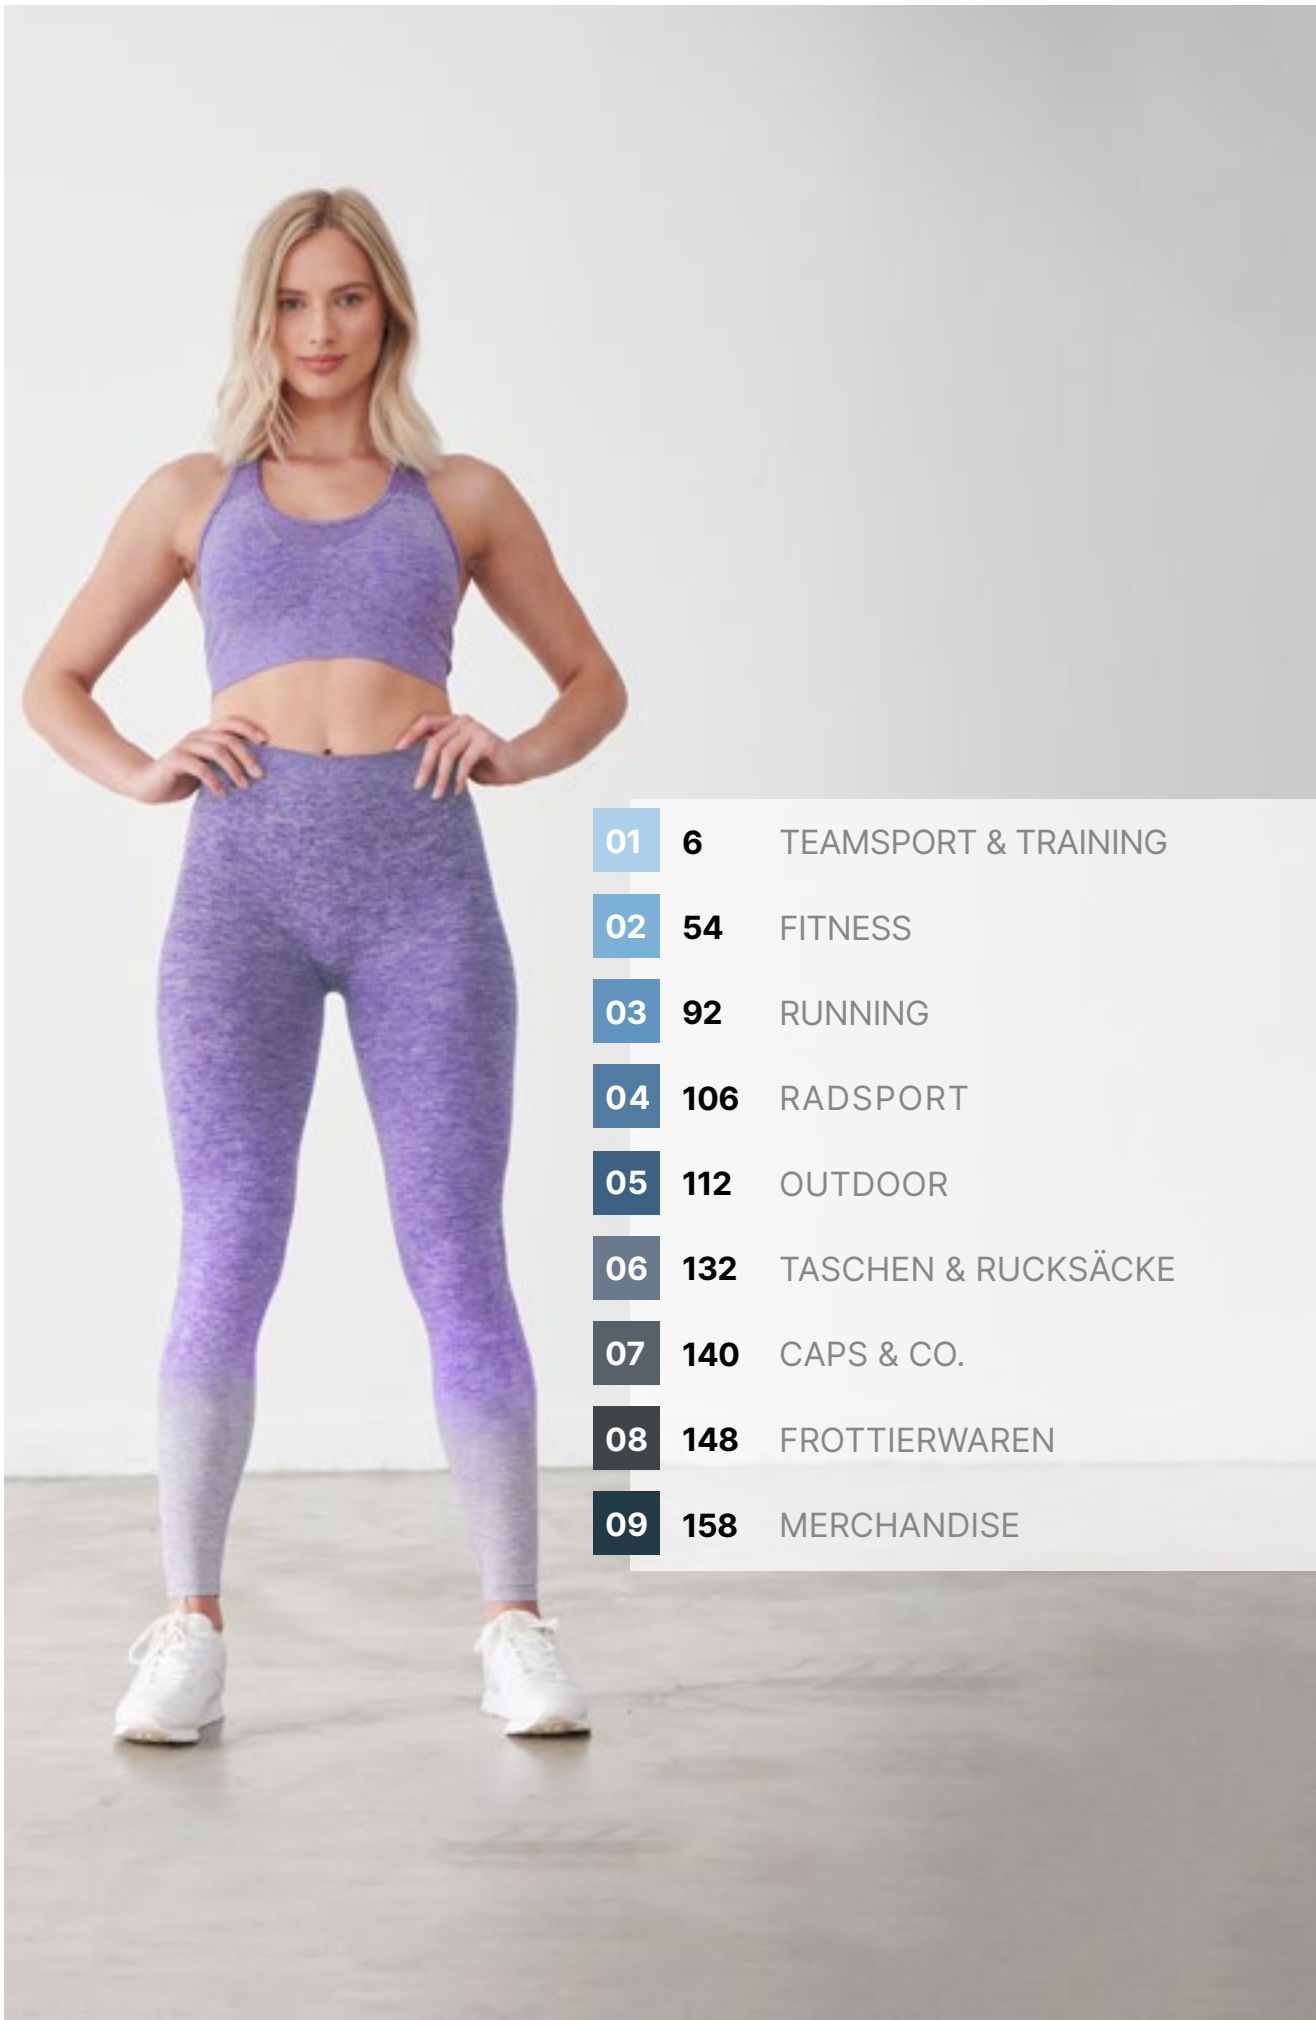 01 6 TEAMSPORT & TRAINING
02 54 FITNESS
03 92 RUNNING
04 106 RADSPORT
05 112 OUTDOOR
06 132 TASCHEN & RUCKSÄCKE
07 140 CAPS & CO.
08 148 FROTTIERWAREN
09 158 MERCHANDISE